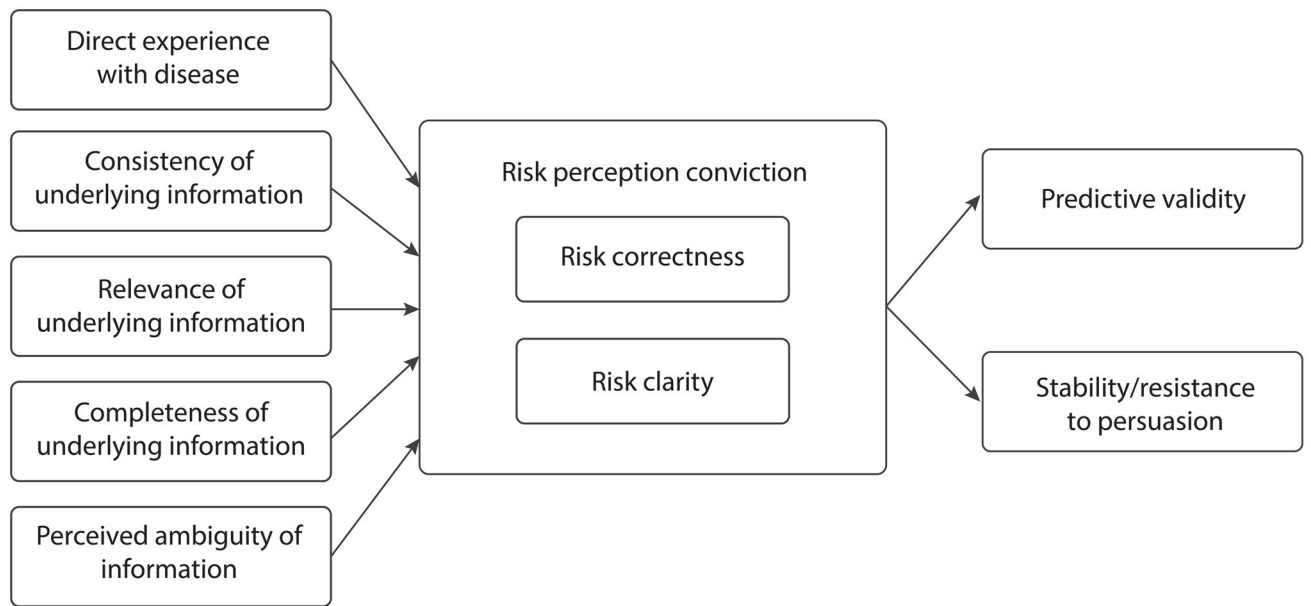 Direct experience
with disease
Consistency of
underlying information
Relevance of
underlying information
Completeness of
underlying information
Perceived ambiguity of
information
Risk perception conviction
Risk correctness
Risk clarity
Predictive validity
Stability/resistance
to persuasion